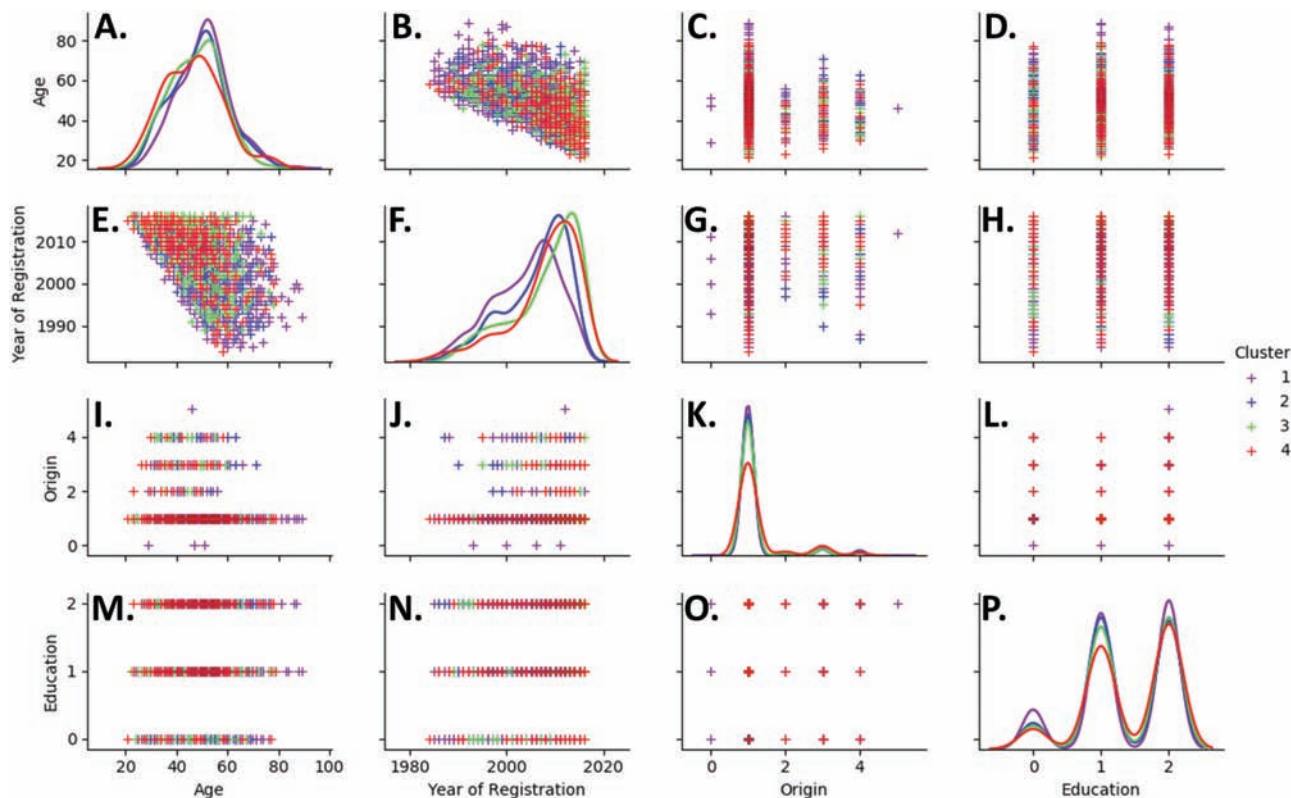 A. B. C. D.
80
60
40
20
Age
E. F. G. H.
2010
2000
1990
Year of Registration
Cluster
1
2
3
4
I. J. K. L.
4
2
0
Origin
M. N. O. P.
2
1
0
Education
20 40 60 80 100 1980 2000 2020 0 2 4 0 1 2
Age Year of Registration Origin Education